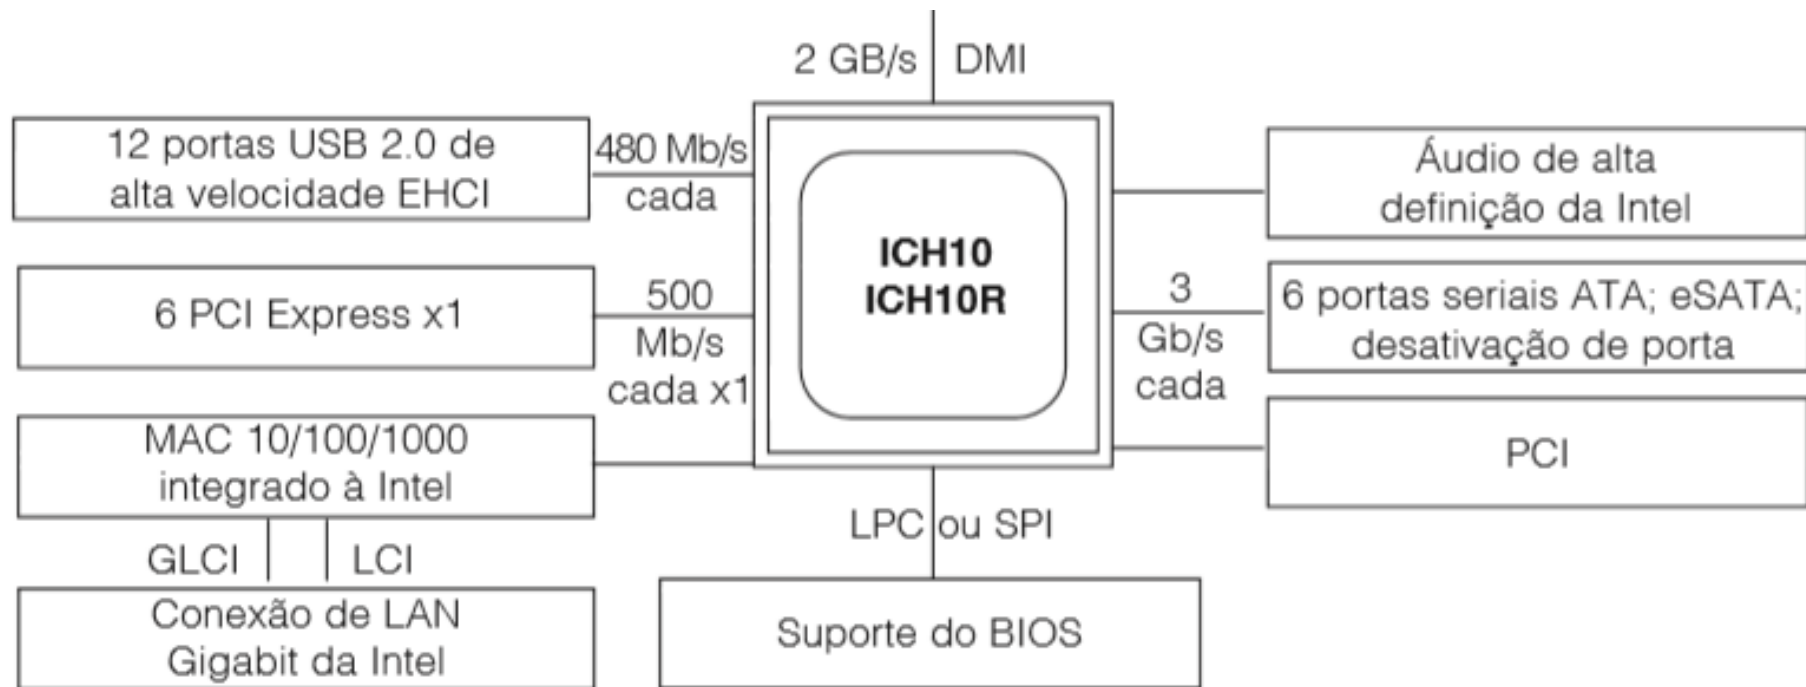 2 GB/s DMI
12 portas USB 2.0 de
alta velocidade EHCI
480 Mb/s
cada
6 PCI Express x1
500
Mb/s
cada x1
MAC 10/100/1000
integrado à Intel
GLCI LCI
Conexão de LAN
Gigabit da Intel
ICH10
ICH10R
LPC ou SPI
Suporte do BIOS
Áudio de alta
definição da Intel
3
Gb/s
cada
6 portas seriais ATA; eSATA;
desativação de porta
PCI